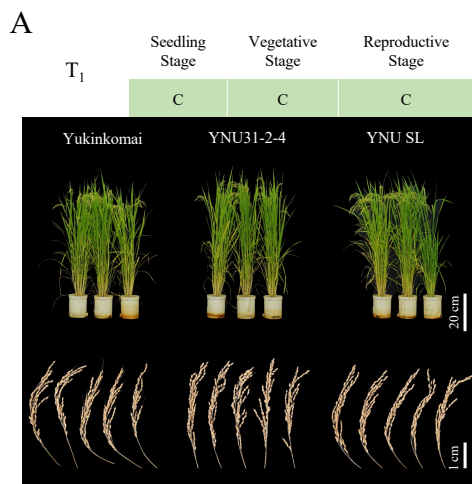 A
T1
Seedling Stage
Vegetative Stage
Reproductive Stage
C
C
C
Yukinkomai
YNU31-2-4
YNU SL
20 cm
1 cm